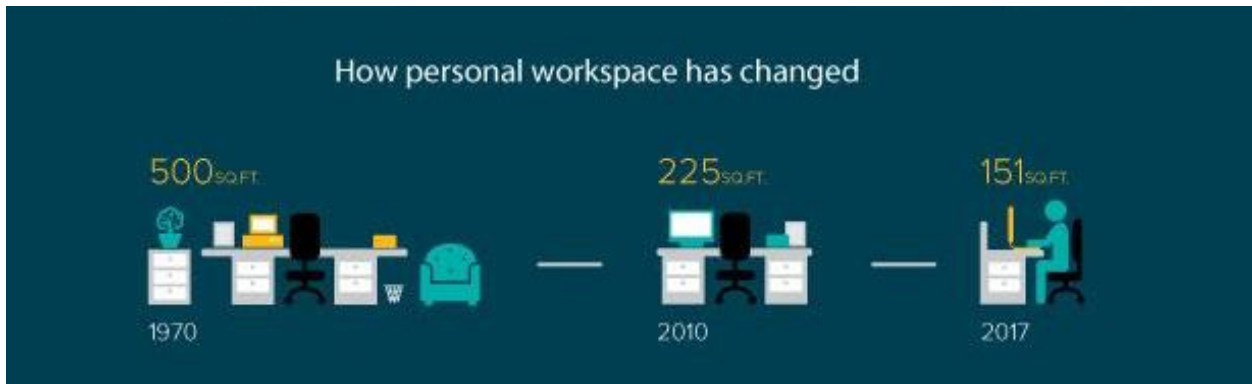 How personal workspace has changed
500SQ.FT.
225SQ.FT.
151SQ.FT.
1970
2010
2017